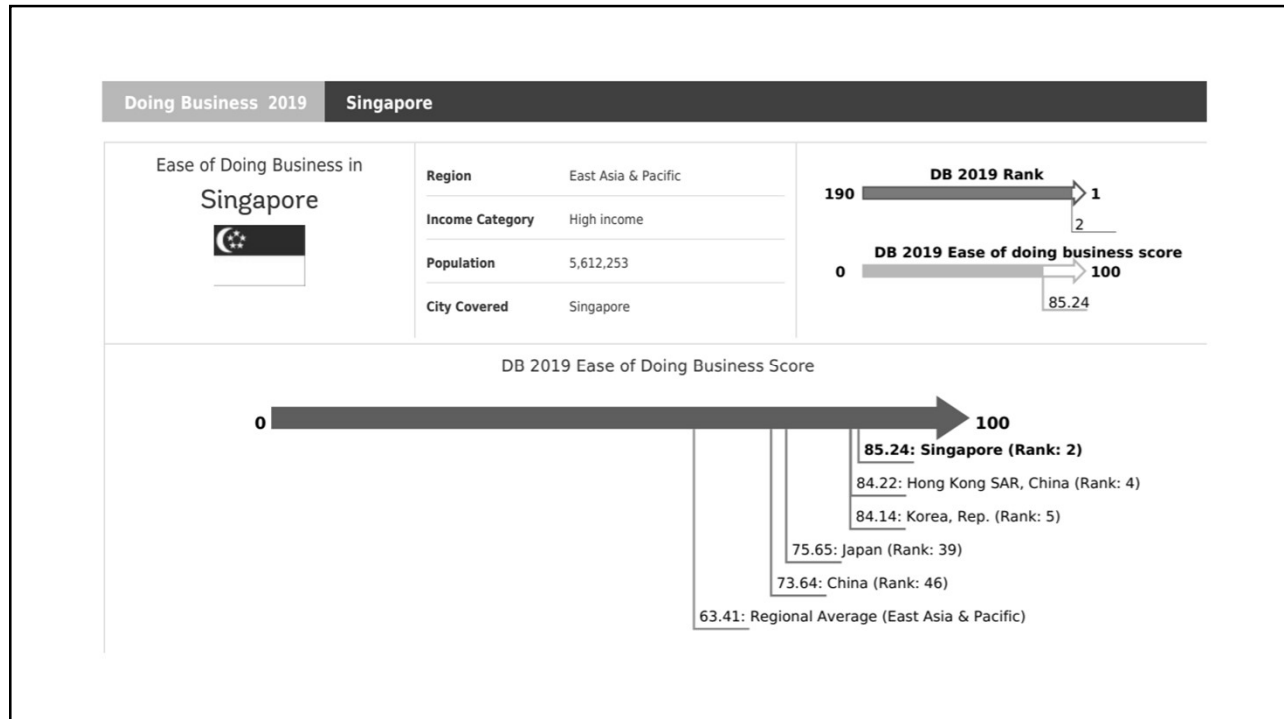 Doing Business 2019 Singapore
Ease of Doing Business in
Singapore
Region East Asia & Pacific
Income Category High income
Population 5,612,253
City Covered Singapore
DB 2019 Rank
190 1
2
DB 2019 Ease of doing business score
0 100
85.24
DB 2019 Ease of Doing Business Score
0 100
85.24: Singapore (Rank: 2)
84.22: Hong Kong SAR, China (Rank: 4)
84.14: Korea, Rep. (Rank: 5)
75.65: Japan (Rank: 39)
73.64: China (Rank: 46)
63.41: Regional Average (East Asia & Pacific)